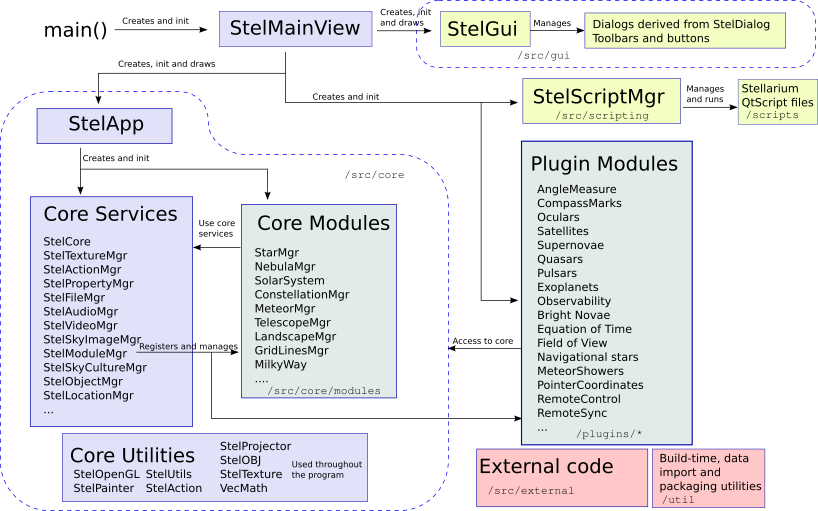 main()
Creates and init
StelMainView
Creates, init
and draws
StelGui
Manages
Dialogs derived from StelDialog
Toolbars and buttons
/src/gui
Creates, init and draws
Creates and init
StelScriptMgr
/src/scripting
Manages
and runs
Stellarium
QtScript files
/scripts
StelApp
Creates and init
/src/core
Core Services
StelCore
StelTextureMgr
StelActionMgr
StelPropertyMgr
StelFileMgr
StelAudioMgr
StelVideoMgr
StelSkyImageMgr
StelModuleMgr
StelSkyCultureMgr
StelObjectMgr
StelLocationMgr
...
Use core
services
Registers and manages
Core Modules
StarMgr
NebulaMgr
SolarSystem
ConstellationMgr
MeteorMgr
TelescopeMgr
LandscapeMgr
GridLinesMgr
MilkyWay
....
/src/core/modules
Access to core
Plugin Modules
AngleMeasure
CompassMarks
Oculars
Satellites
Supernovae
Quasars
Pulsars
Exoplanets
Observability
Bright Novae
Equation of Time
Field of View
Navigational stars
MeteorShowers
PointerCoordinates
RemoteControl
RemoteSync
...
/plugins/*
Core Utilities
StelOpenGL StelUtils
StelPainter StelAction
StelProjector
StelOBJ
StelTexture
VecMath
Used throughout
the program
External code
/src/external
Build-time, data
import and
packaging utilities
/util